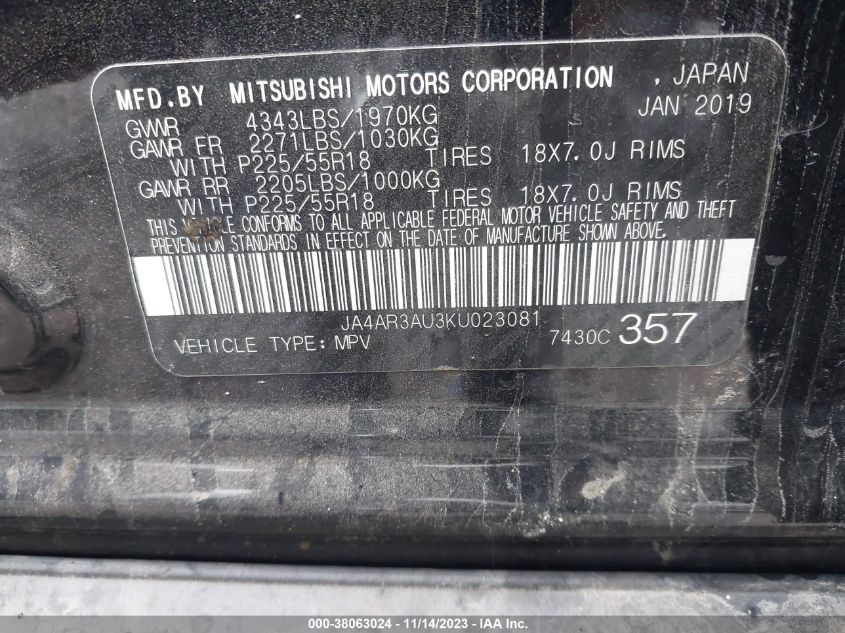 MFD.BY MITSUBISHI MOTORS CORPORATION , JAPAN
JAN 2019
GVWR 4343LBS/1970KG
GAWR FR 2271LBS/1030KG
WITH P225/55R18 TIRES 18X7.0J RIMS
GAWR RR 2205LBS/1000KG
WITH P225/55R18 TIRES 18X7.0J RIMS
THIS VEHICLE CONFORMS TO ALL APPLICABLE FEDERAL MOTOR VEHICLE SAFETY AND THEFT
PREVENTION STANDARDS IN EFFECT ON THE DATE OF MANUFACTURE SHOWN ABOVE.
JA4AR3AU3KU023081
VEHICLE TYPE: MPV 7430C 357
000-38063024 - 11/14/2023 - IAA Inc.